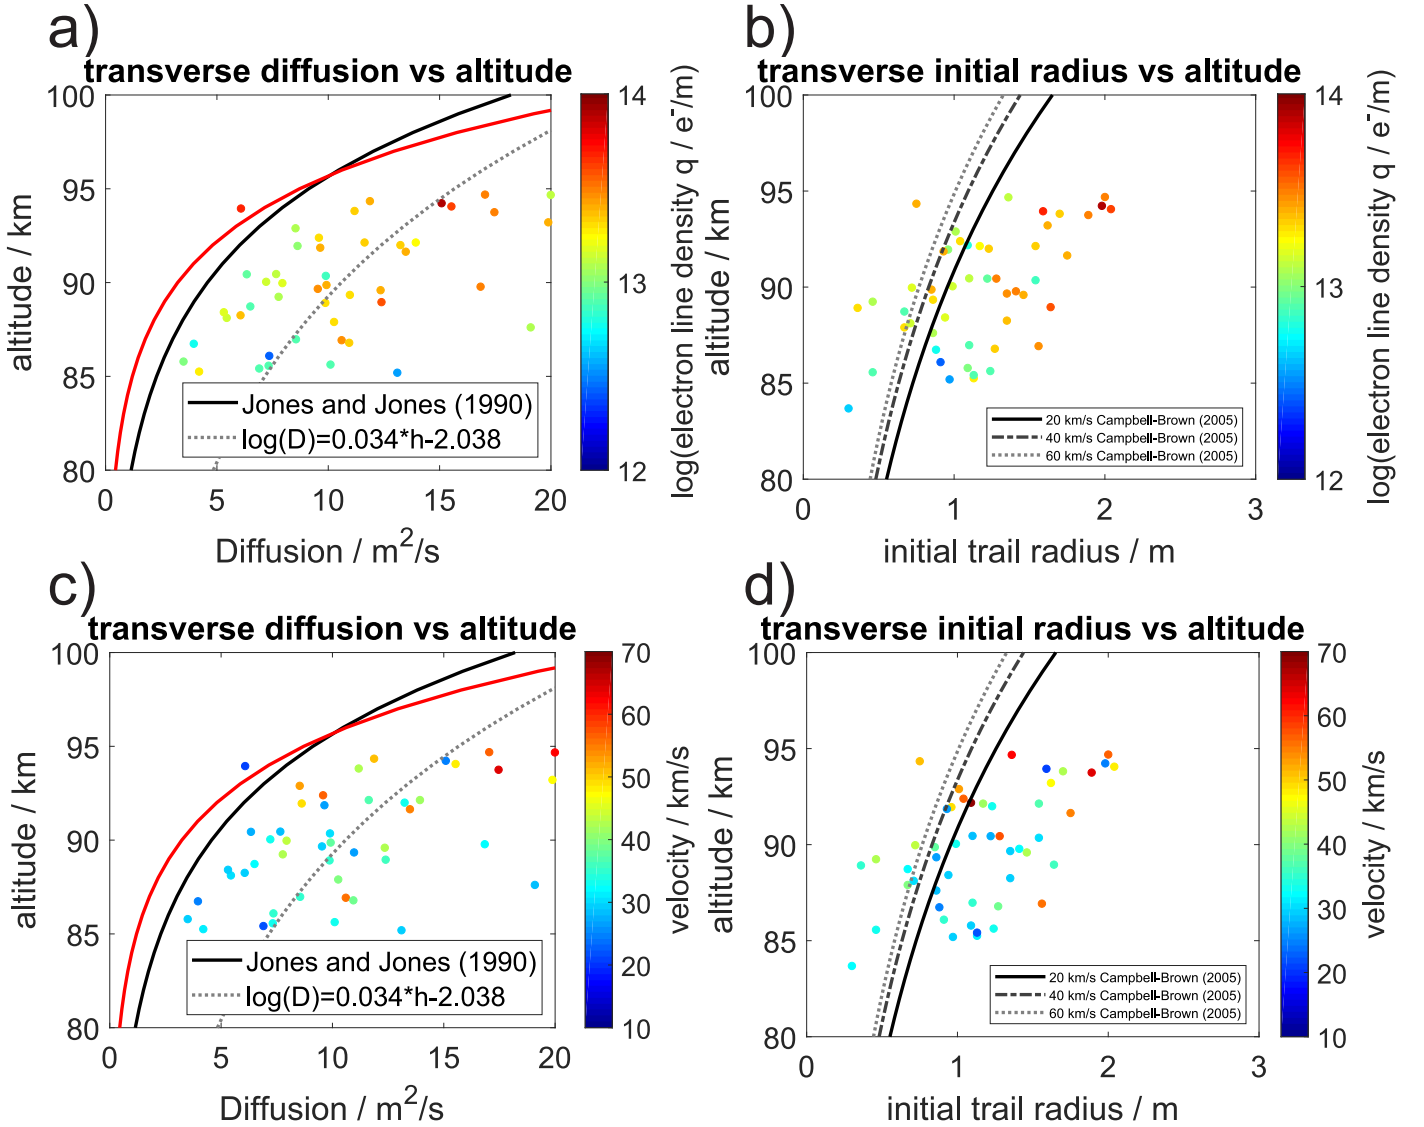 a)
transverse diffusion vs altitude
100
95
90
85
80
altitude / km
0
5
10
15
20
Diffusion / m²/s
Jones and Jones (1990)
log(D)=0.034*h-2.038
14
13
12
log(electron line density q / e⁻/m)
b)
transverse initial radius vs altitude
100
95
90
85
80
altitude / km
0
1
2
3
initial trail radius / m
20 km/s Campbell-Brown (2005)
40 km/s Campbell-Brown (2005)
60 km/s Campbell-Brown (2005)
14
13
12
log(electron line density q / e⁻/m)
c)
transverse diffusion vs altitude
100
95
90
85
80
altitude / km
0
5
10
15
20
Diffusion / m²/s
Jones and Jones (1990)
log(D)=0.034*h-2.038
70
60
50
40
30
20
10
velocity / km/s
d)
transverse initial radius vs altitude
100
95
90
85
80
altitude / km
0
1
2
3
initial trail radius / m
20 km/s Campbell-Brown (2005)
40 km/s Campbell-Brown (2005)
60 km/s Campbell-Brown (2005)
70
60
50
40
30
20
10
velocity / km/s